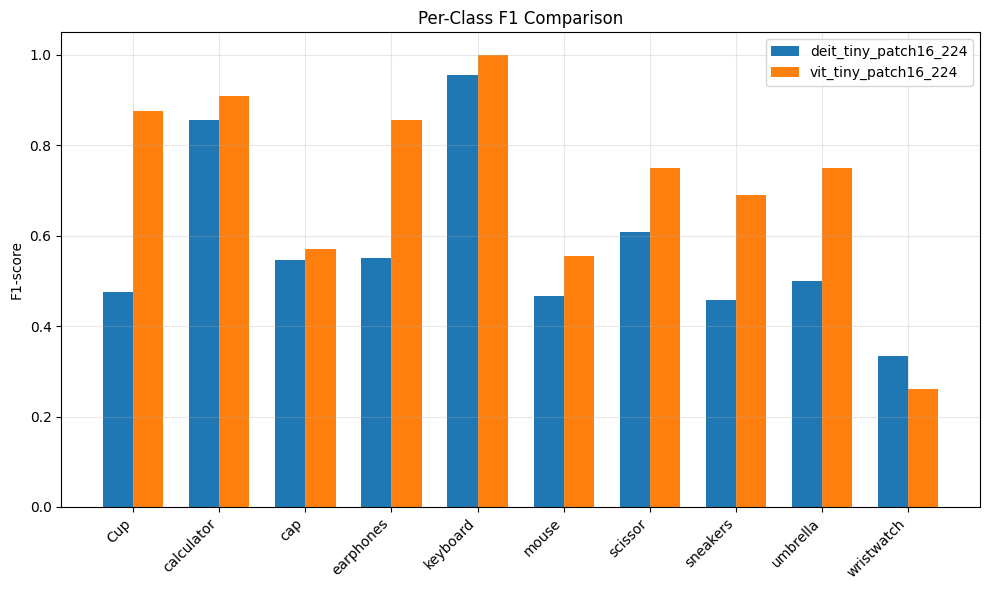 Per-Class F1 Comparison
deit_tiny_patch16_224
vit_tiny_patch16_224
F1-score
1.0
0.8
0.6
0.4
0.2
0.0
Cup
calculator
cap
earphones
keyboard
mouse
scissor
sneakers
umbrella
wristwatch